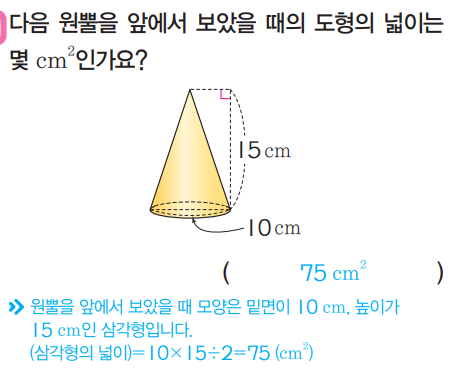 다음 원뿔을 앞에서 보았을 때의 도형의 넓이는
몇 cm²인가요?
15 cm
10 cm
( 75 cm² )
» 원뿔을 앞에서 보았을 때 모양은 밑면이 10 cm, 높이가
15 cm인 삼각형입니다.
(삼각형의 넓이)=10×15÷2=75 (cm²)